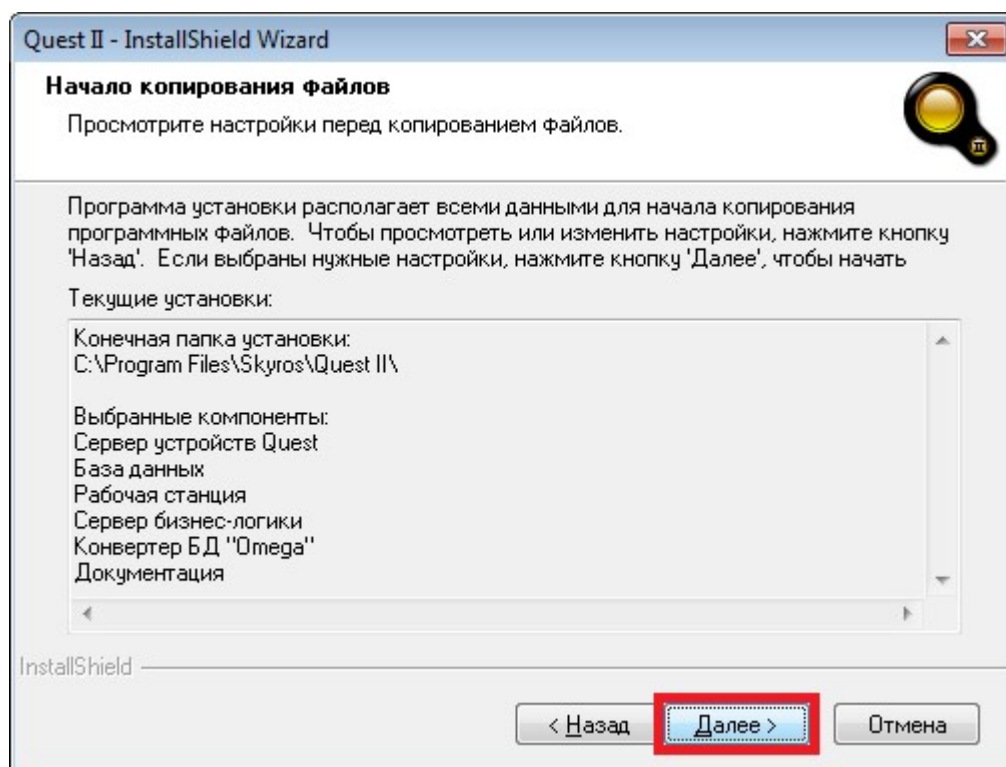 Quest II - InstallShield Wizard
Начало копирования файлов
Просмотрите настройки перед копированием файлов.
II
Программа установки располагает всеми данными для начала копирования
программных файлов. Чтобы просмотреть или изменить настройки, нажмите кнопку
'Назад'. Если выбраны нужные настройки, нажмите кнопку 'Далее', чтобы начать
Текущие установки:
Конечная папка установки:
C:\Program Files\Skyros\Quest II\
Выбранные компоненты:
Сервер устройств Quest
База данных
Рабочая станция
Сервер бизнес-логики
Конвертер БД "Omega"
Документация
InstallShield
< Назад Далее > Отмена